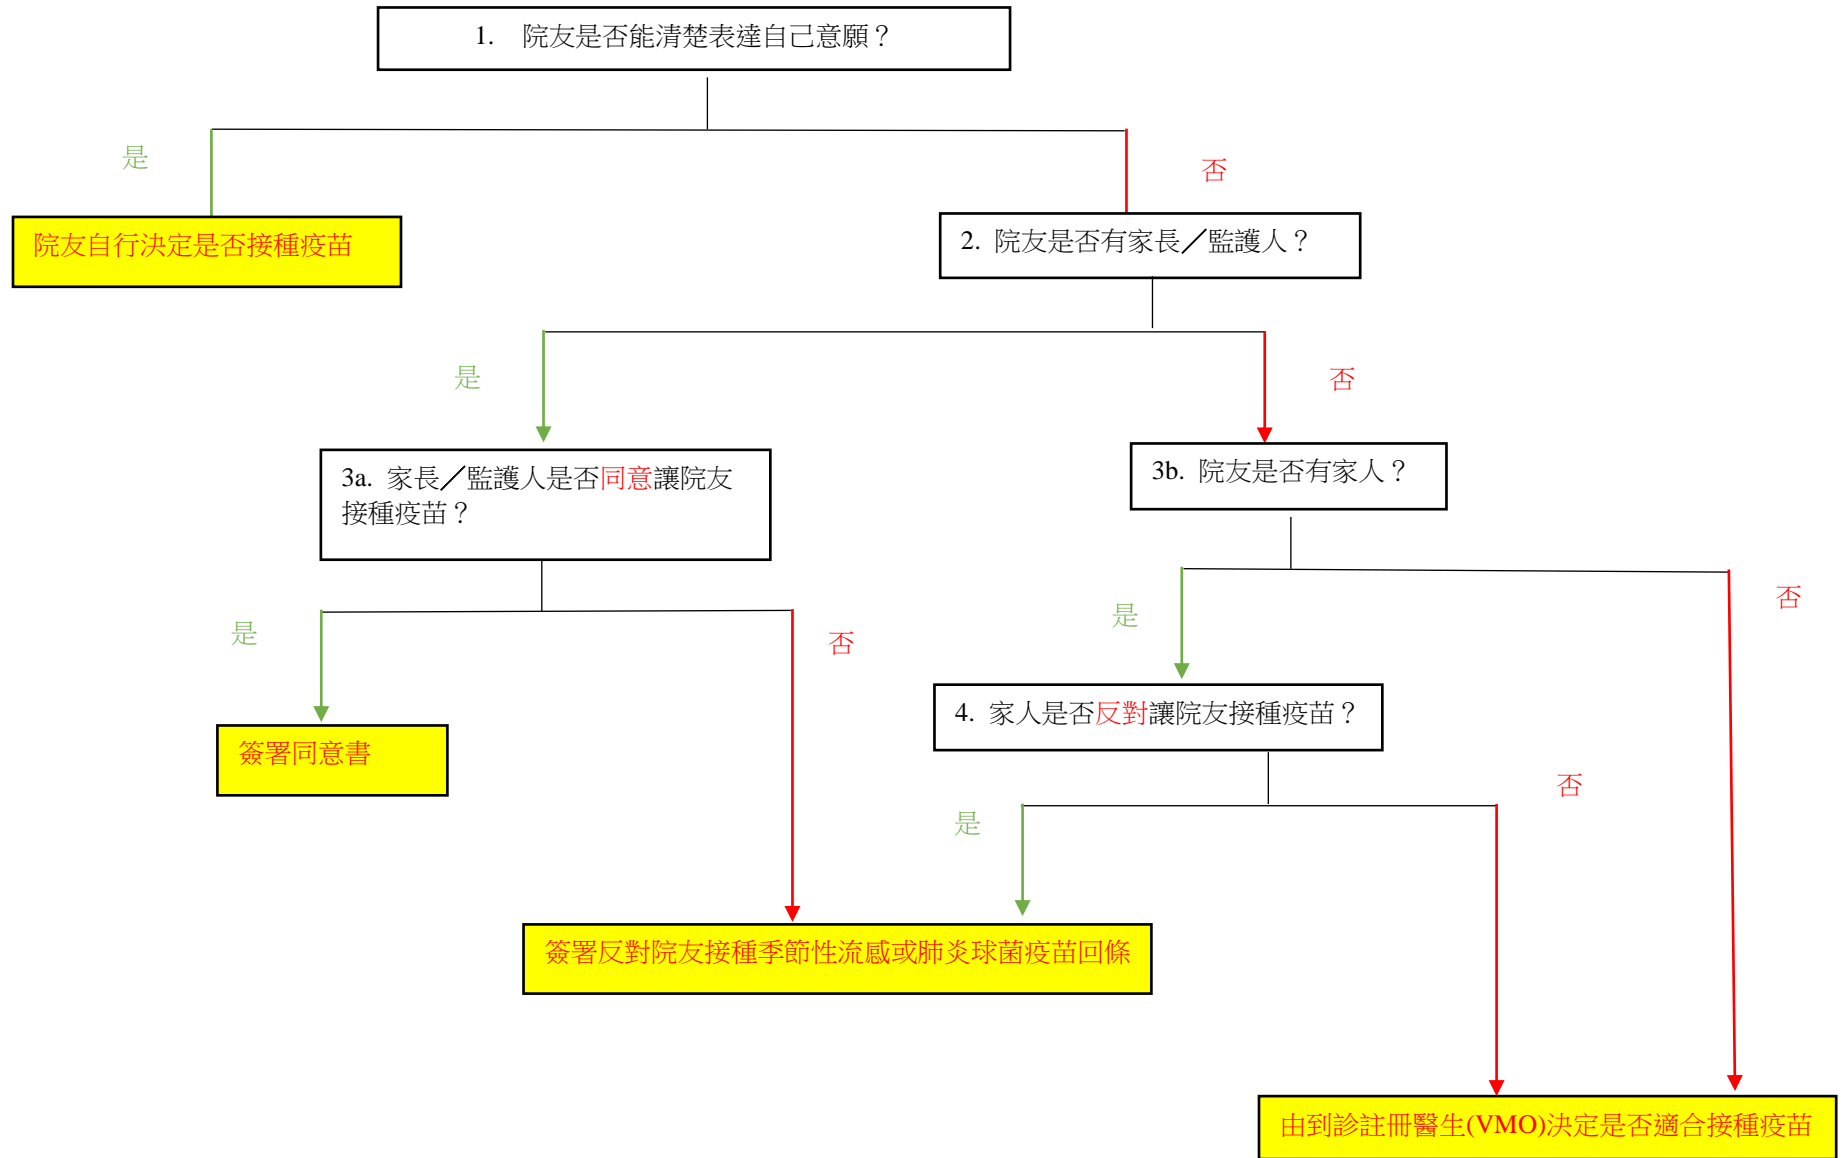 1. 院友是否能清楚表達自己意願？
是
否
院友自行決定是否接種疫苗
2. 院友是否有家長／監護人？
是
否
3a. 家長／監護人是否同意讓院友
接種疫苗？
3b. 院友是否有家人？
是
否
是
否
簽署同意書
4. 家人是否反對讓院友接種疫苗？
是
否
簽署反對院友接種季節性流感或肺炎球菌疫苗回條
由到診註冊醫生(VMO)決定是否適合接種疫苗